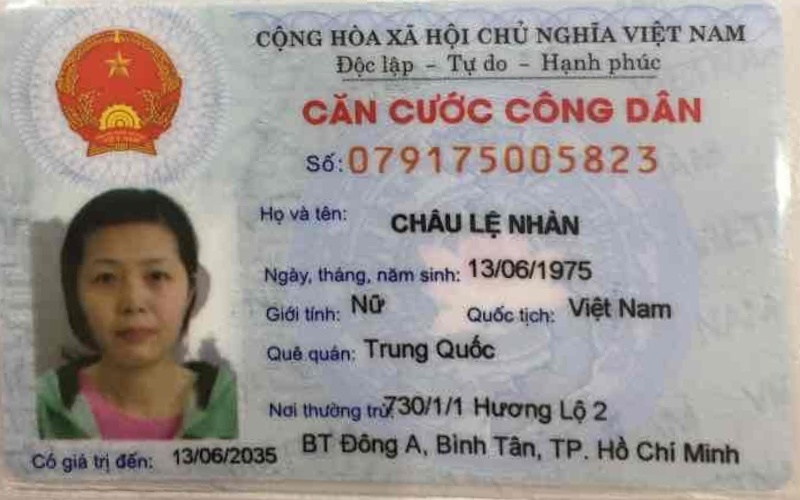 CỘNG HÒA XÃ HỘI CHỦ NGHĨA VIỆT NAM
Độc lập - Tự do - Hạnh phúc
CĂN CƯỚC CÔNG DÂN
Số: 079175005823
Họ và tên: CHÂU LỆ NHÀN
Ngày, tháng, năm sinh: 13/06/1975
Giới tính: Nữ Quốc tịch: Việt Nam
Quê quán: Trung Quốc
Nơi thường trú: 730/1/1 Hương Lộ 2
BT Đông A, Bình Tân, TP. Hồ Chí Minh
Có giá trị đến: 13/06/2035